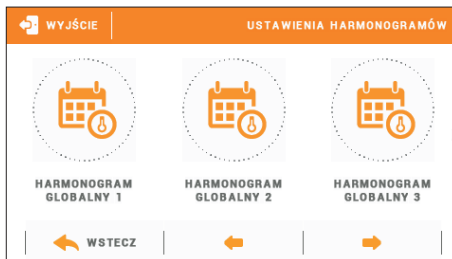 WYJŚCIE
USTAWIENIA HARMONOGRAMÓW
HARMONOGRAM
GLOBALNY 1
HARMONOGRAM
GLOBALNY 2
HARMONOGRAM
GLOBALNY 3
WSTECZ